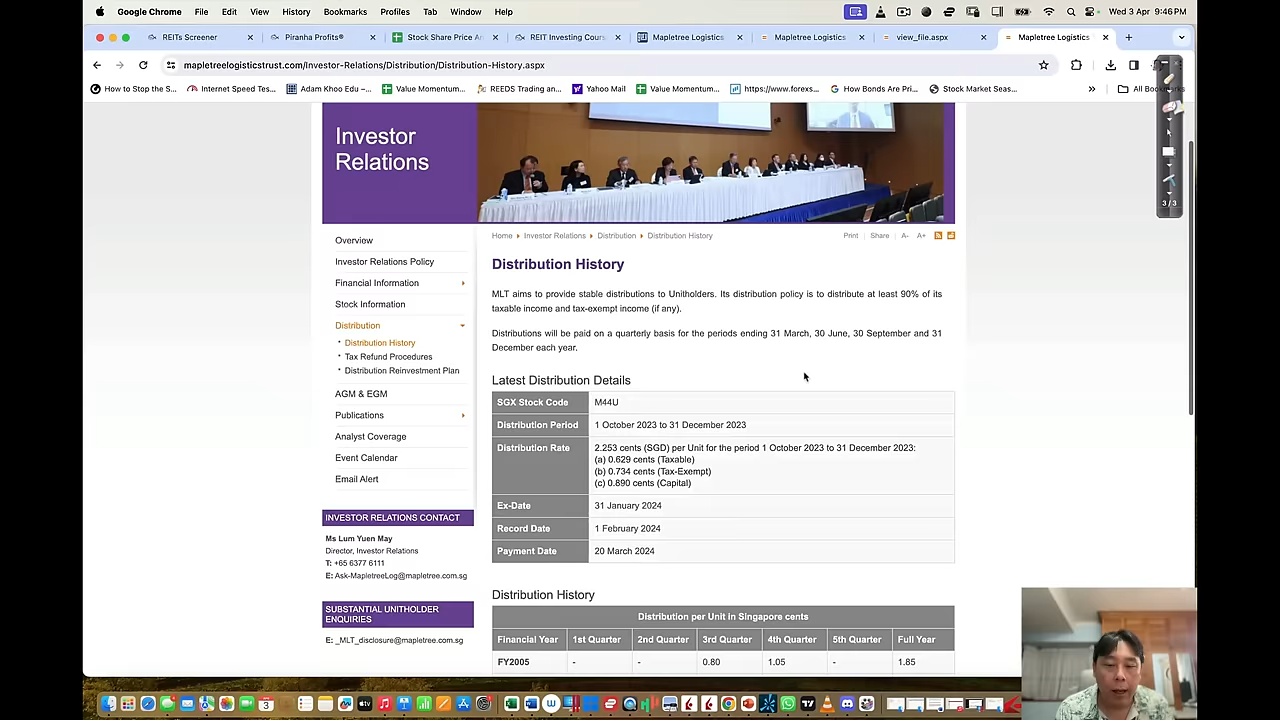 Google Chrome File Edit View History Bookmarks Profiles Tab Window Help Wed 3 Apr 9:46 PM
REITs Screener Piranha Profits® Stock Share Price An REIT Investing Cours Mapletree Logistics Mapletree Logistics view_file.aspx Mapletree Logistics
mapletreelogisticstrust.com/Investor-Relations/Distribution/Distribution-History.aspx
How to Stop the S... Internet Speed Tes... Adam Khoo Edu –... Value Momentum... REEDS Trading an... Yahoo Mail Value Momentum... https://www.forexs... How Bonds Are Pri... Stock Market Seas... » All Bookmarks
3 / 3
Investor
Relations
Home Investor Relations Distribution Distribution History Print Share A- A+
Overview
Investor Relations Policy
Financial Information
Stock Information
Distribution
Distribution History
Tax Refund Procedures
Distribution Reinvestment Plan
AGM & EGM
Publications
Analyst Coverage
Event Calendar
Email Alert
INVESTOR RELATIONS CONTACT
Ms Lum Yuen May
Director, Investor Relations
T: +65 6377 6111
E: Ask-MapletreeLog@mapletree.com.sg
SUBSTANTIAL UNITHOLDER
ENQUIRIES
E: _MLT_disclosure@mapletree.com.sg
Distribution History
MLT aims to provide stable distributions to Unitholders. Its distribution policy is to distribute at least 90% of its
taxable income and tax-exempt income (if any).
Distributions will be paid on a quarterly basis for the periods ending 31 March, 30 June, 30 September and 31
December each year.
Latest Distribution Details
SGX Stock Code M44U
Distribution Period 1 October 2023 to 31 December 2023
Distribution Rate 2.253 cents (SGD) per Unit for the period 1 October 2023 to 31 December 2023:
(a) 0.629 cents (Taxable)
(b) 0.734 cents (Tax-Exempt)
(c) 0.890 cents (Capital)
Ex-Date 31 January 2024
Record Date 1 February 2024
Payment Date 20 March 2024
Distribution History
Distribution per Unit in Singapore cents
Financial Year 1st Quarter 2nd Quarter 3rd Quarter 4th Quarter 5th Quarter Full Year
FY2005 - - 0.80 1.05 - 1.85